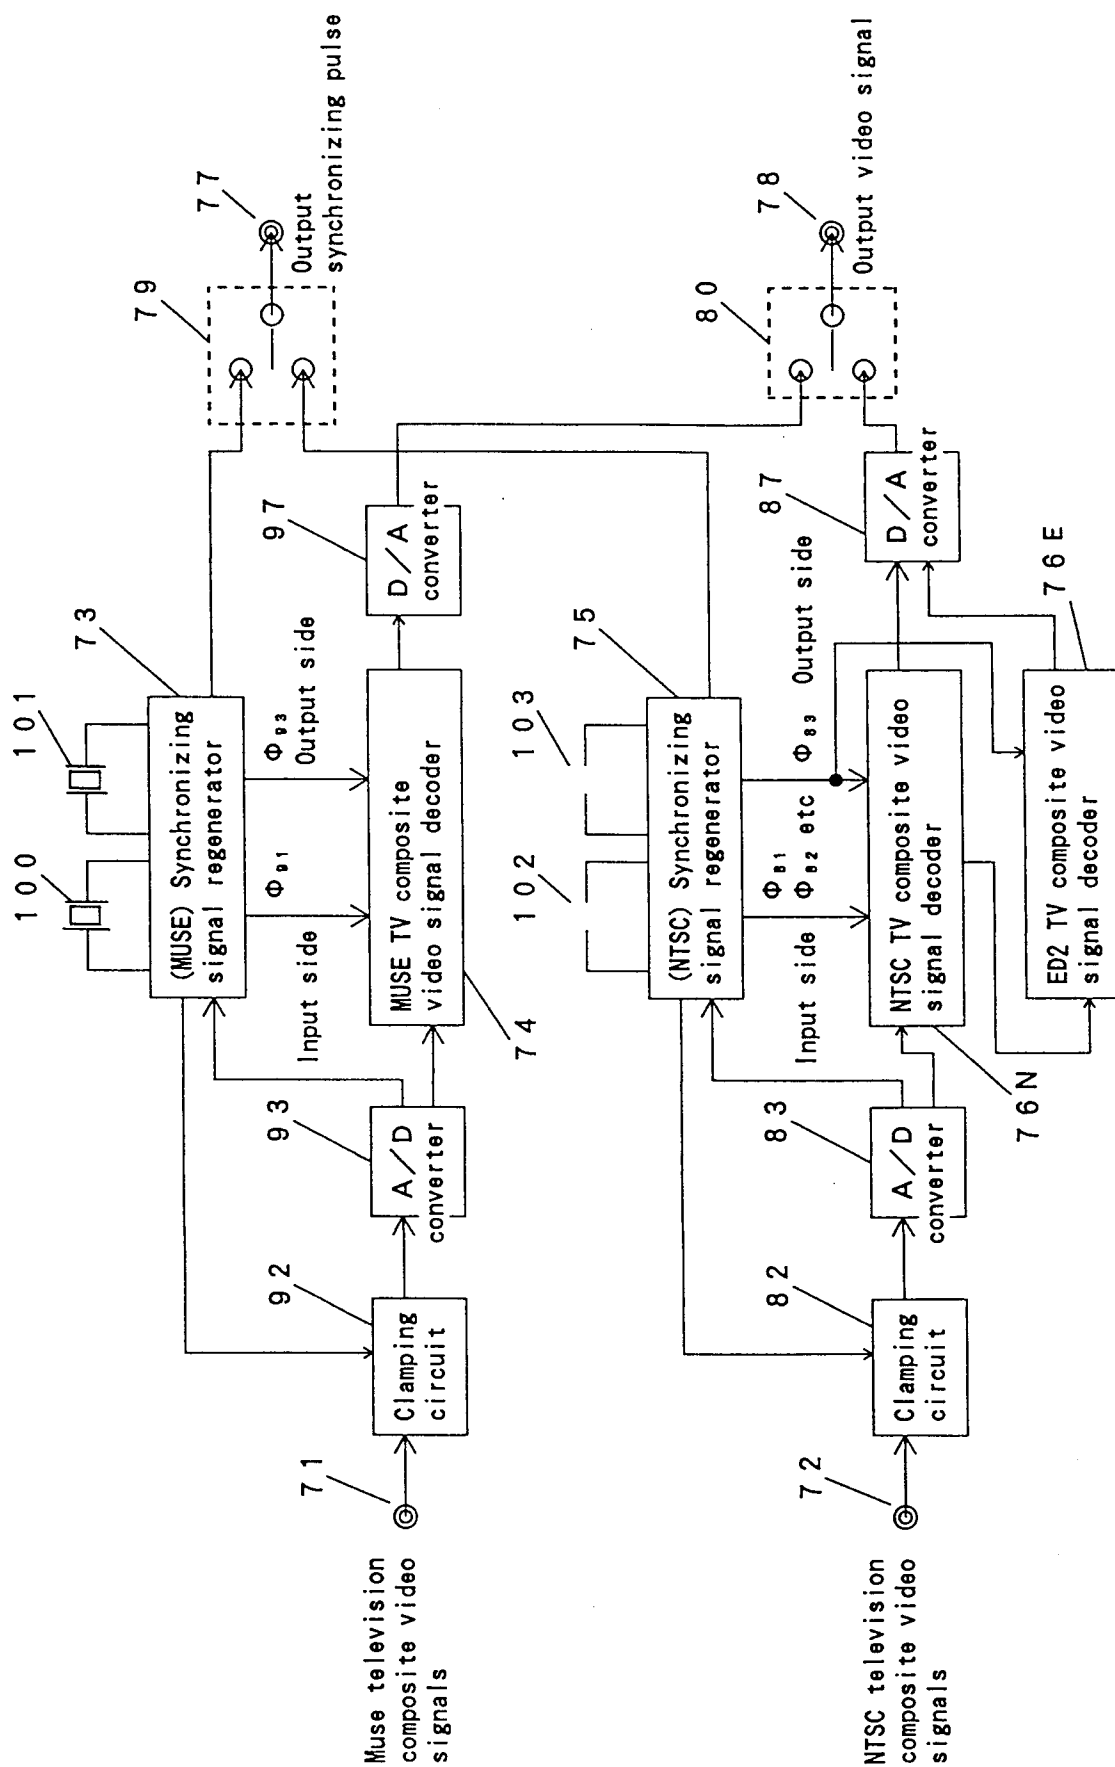 100
101
73
(MUSE) Synchronizing
signal regenerator
79
77
Output
synchronizing pulse
Input side
Φ91
Φ93
Output side
Muse television
composite video
signals
71
92
Clamping
circuit
93
A/D
converter
MUSE TV composite
video signal decoder
74
97
D/A
converter
102
103
75
(NTSC) Synchronizing
signal regenerator
80
78
Output video signal
Input side
Φ81
Φ82 etc
Φ83
Output side
NTSC television
composite video
signals
72
82
Clamping
circuit
83
A/D
converter
NTSC TV composite video
signal decoder
76N
87
D/A
converter
76E
ED2 TV composite video
signal decoder